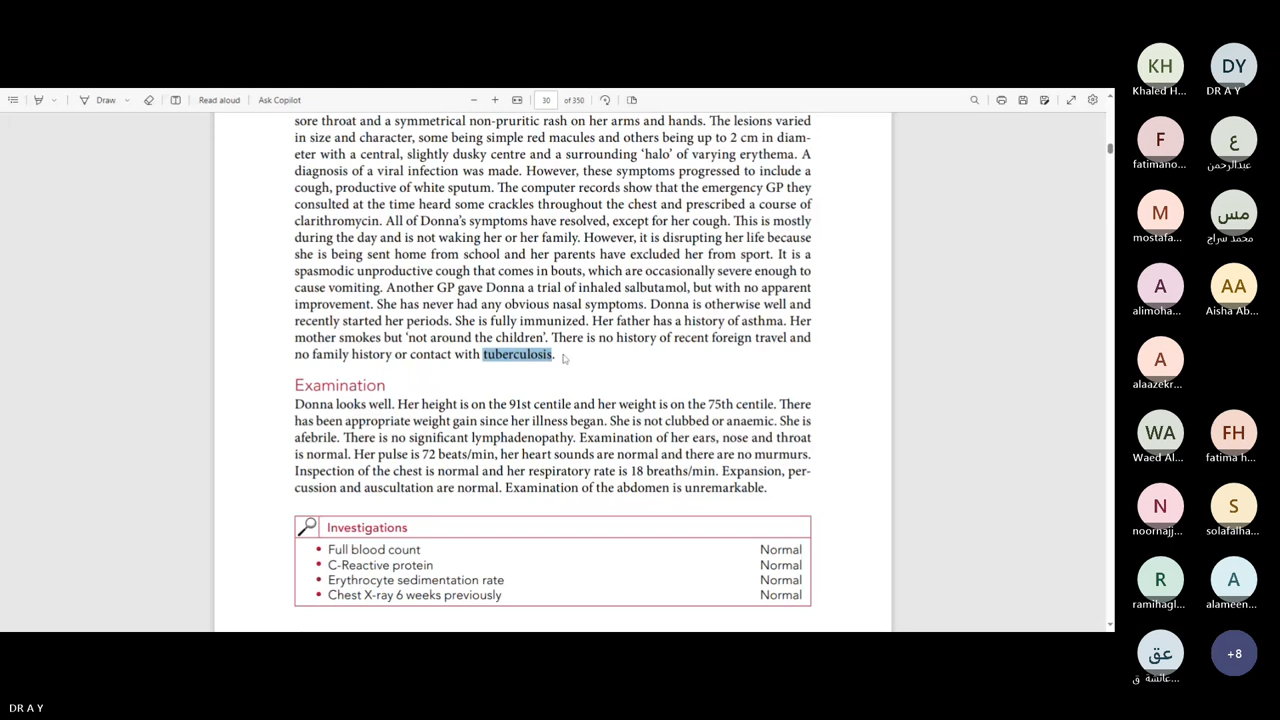 Draw
Read aloud
Ask Copilot
30
of 350
sore throat and a symmetrical non-pruritic rash on her arms and hands. The lesions varied
in size and character, some being simple red macules and others being up to 2 cm in diam-
eter with a central, slightly dusky centre and a surrounding ‘halo’ of varying erythema. A
diagnosis of a viral infection was made. However, these symptoms progressed to include a
cough, productive of white sputum. The computer records show that the emergency GP they
consulted at the time heard some crackles throughout the chest and prescribed a course of
clarithromycin. All of Donna’s symptoms have resolved, except for her cough. This is mostly
during the day and is not waking her or her family. However, it is disrupting her life because
she is being sent home from school and her parents have excluded her from sport. It is a
spasmodic unproductive cough that comes in bouts, which are occasionally severe enough to
cause vomiting. Another GP gave Donna a trial of inhaled salbutamol, but with no apparent
improvement. She has never had any obvious nasal symptoms. Donna is otherwise well and
recently started her periods. She is fully immunized. Her father has a history of asthma. Her
mother smokes but ‘not around the children’. There is no history of recent foreign travel and
no family history or contact with tuberculosis.
Examination
Donna looks well. Her height is on the 91st centile and her weight is on the 75th centile. There
has been appropriate weight gain since her illness began. She is not clubbed or anaemic. She is
afebrile. There is no significant lymphadenopathy. Examination of her ears, nose and throat
is normal. Her pulse is 72 beats/min, her heart sounds are normal and there are no murmurs.
Inspection of the chest is normal and her respiratory rate is 18 breaths/min. Expansion, per-
cussion and auscultation are normal. Examination of the abdomen is unremarkable.
Investigations
• Full blood count Normal
• C-Reactive protein Normal
• Erythrocyte sedimentation rate Normal
• Chest X-ray 6 weeks previously Normal
KH DY
Khaled H... DR A Y
F ع
fatimano... عبدالرحمن
M مس
mostafa... محمد سراج
A AA
alimoha... Aisha Ab...
A
alaazekr...
WA FH
Waed Al... fatima h...
N S
noornajj... solafalha...
R A
ramihagl... alameen...
عق +8
عائشة ق...
DR A Y